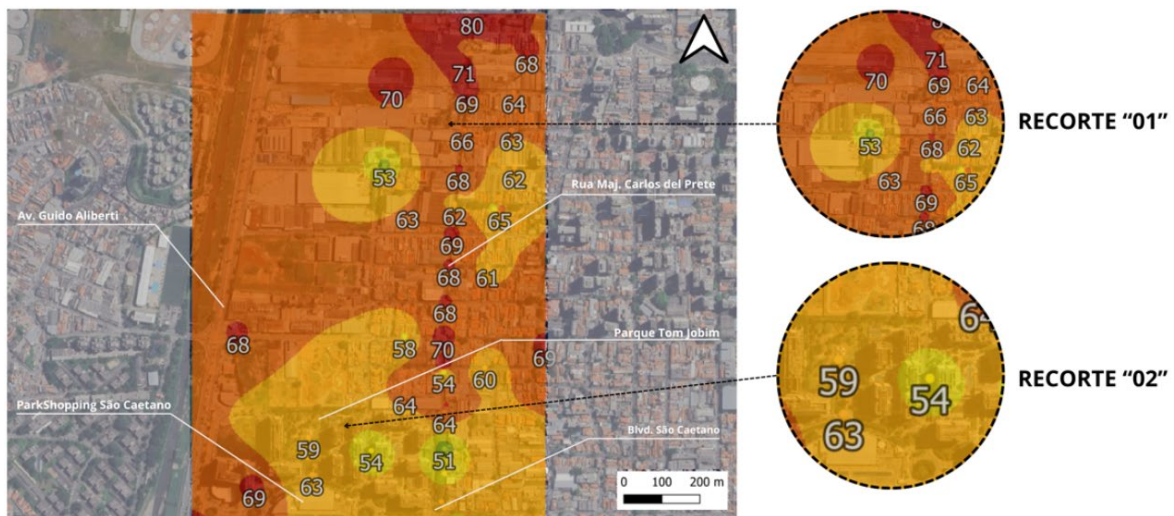 80
68
71
70
69 64
66 63
53
68 62
Rua Maj. Carlos del Prete
63 62 65
Av. Guido Aliberti
69
68 61
68
68
58 70 69
Parque Tom Jobim
54 60
ParkShopping São Caetano
64
64
Blvd. São Caetano
59
54 51
63
69
0 100 200 m
71
70
69 64
66 63
53 68 62
63 65
69
68
RECORTE “01”
64
59
54
63
RECORTE “02”